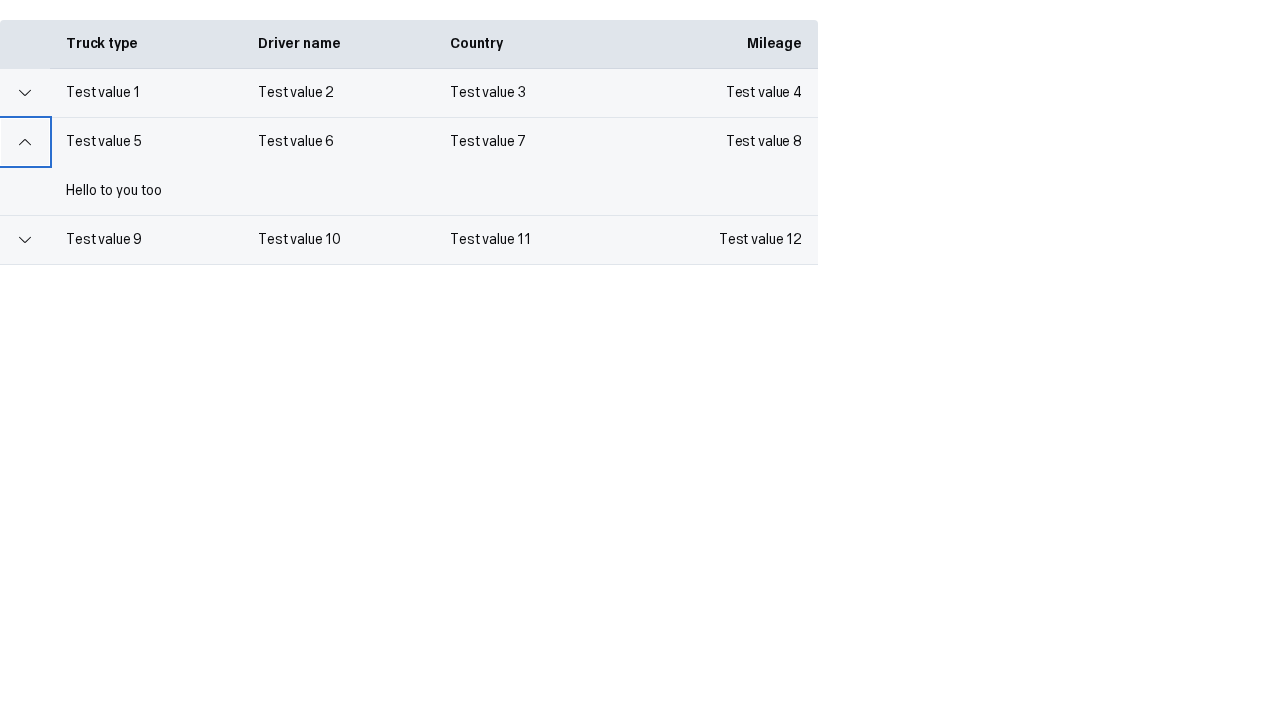 Truck type Driver name Country Mileage
Test value 1 Test value 2 Test value 3 Test value 4
Test value 5 Test value 6 Test value 7 Test value 8
Hello to you too
Test value 9 Test value 10 Test value 11 Test value 12